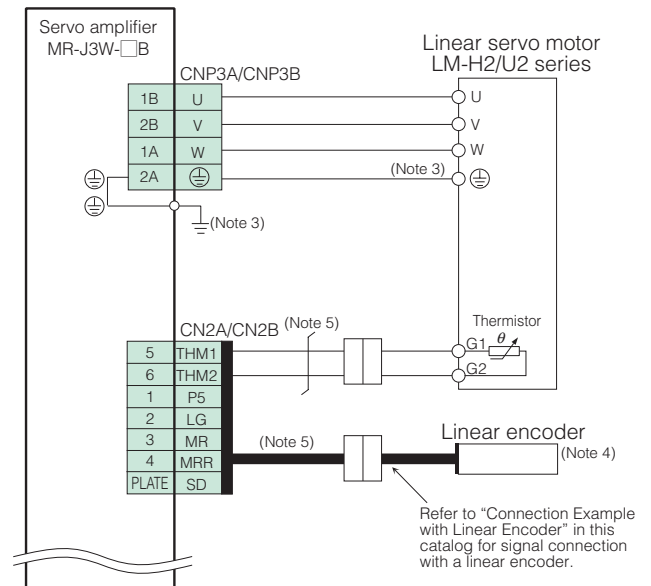 Servo amplifier
MR-J3W-□B
Linear servo motor
LM-H2/U2 series
CNP3A/CNP3B
1B U
2B V
1A W
2A
U
V
W
(Note 3)
(Note 3)
CN2A/CN2B
(Note 5)
5 THM1
6 THM2
1 P5
2 LG
3 MR
4 MRR
PLATE SD
Thermistor
G1 θ
G2
(Note 5)
Linear encoder
(Note 4)
Refer to “Connection Example
with Linear Encoder” in this
catalog for signal connection
with a linear encoder.